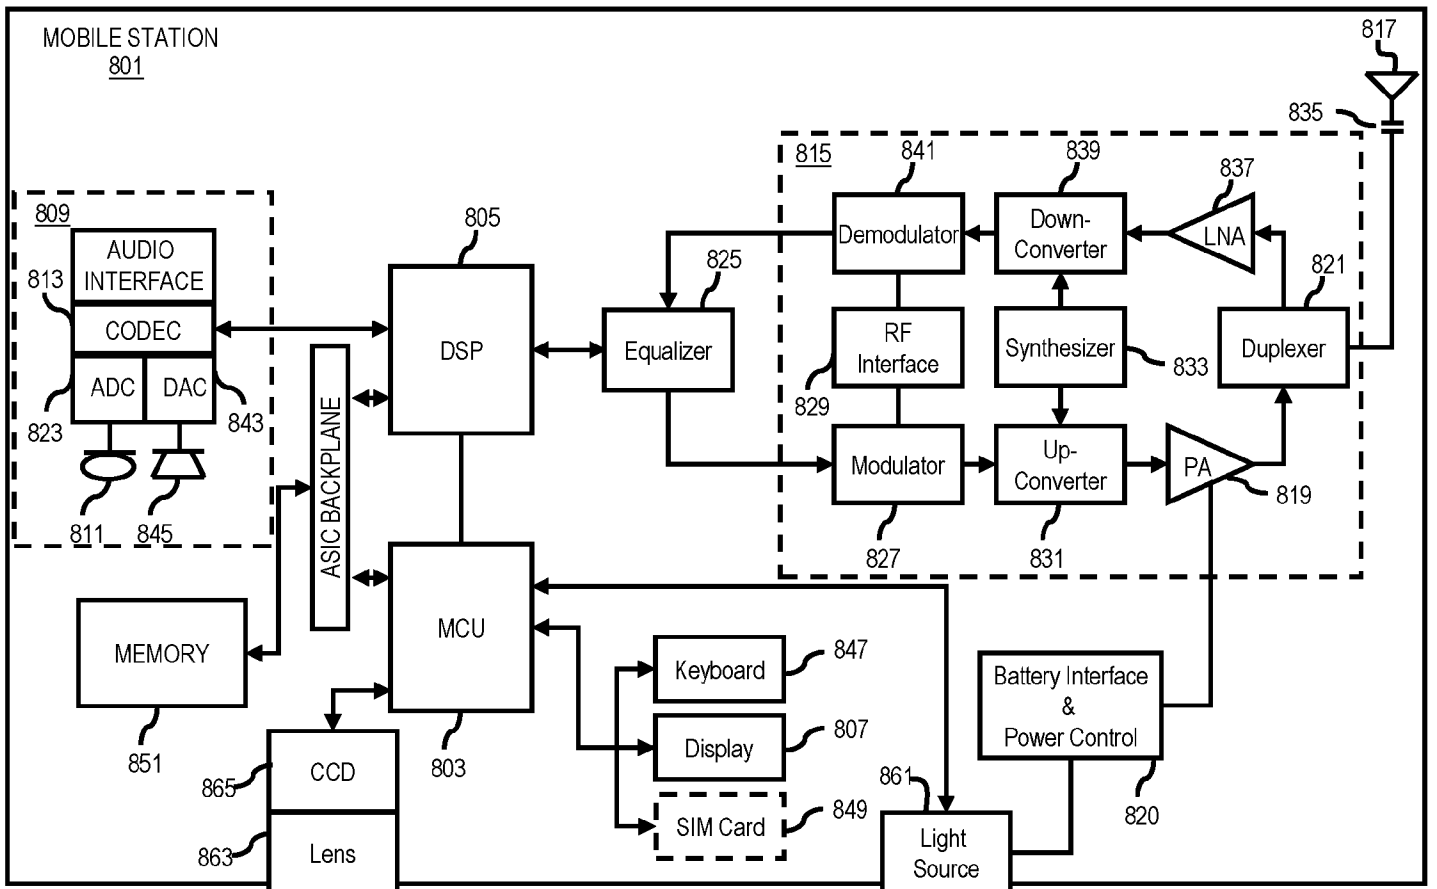 MOBILE STATION
801
817
835
815
841
839
837
809
AUDIO
INTERFACE
813
CODEC
ADC
DAC
823
843
811
845
805
DSP
825
Equalizer
Demodulator
Down-
Converter
LNA
821
RF
Interface
829
Synthesizer
833
Duplexer
Modulator
827
Up-
Converter
831
PA
819
ASIC BACKPLANE
MEMORY
851
MCU
803
Keyboard
847
Display
807
SIM Card
849
CCD
865
Lens
863
Battery Interface
&
Power Control
820
861
Light
Source